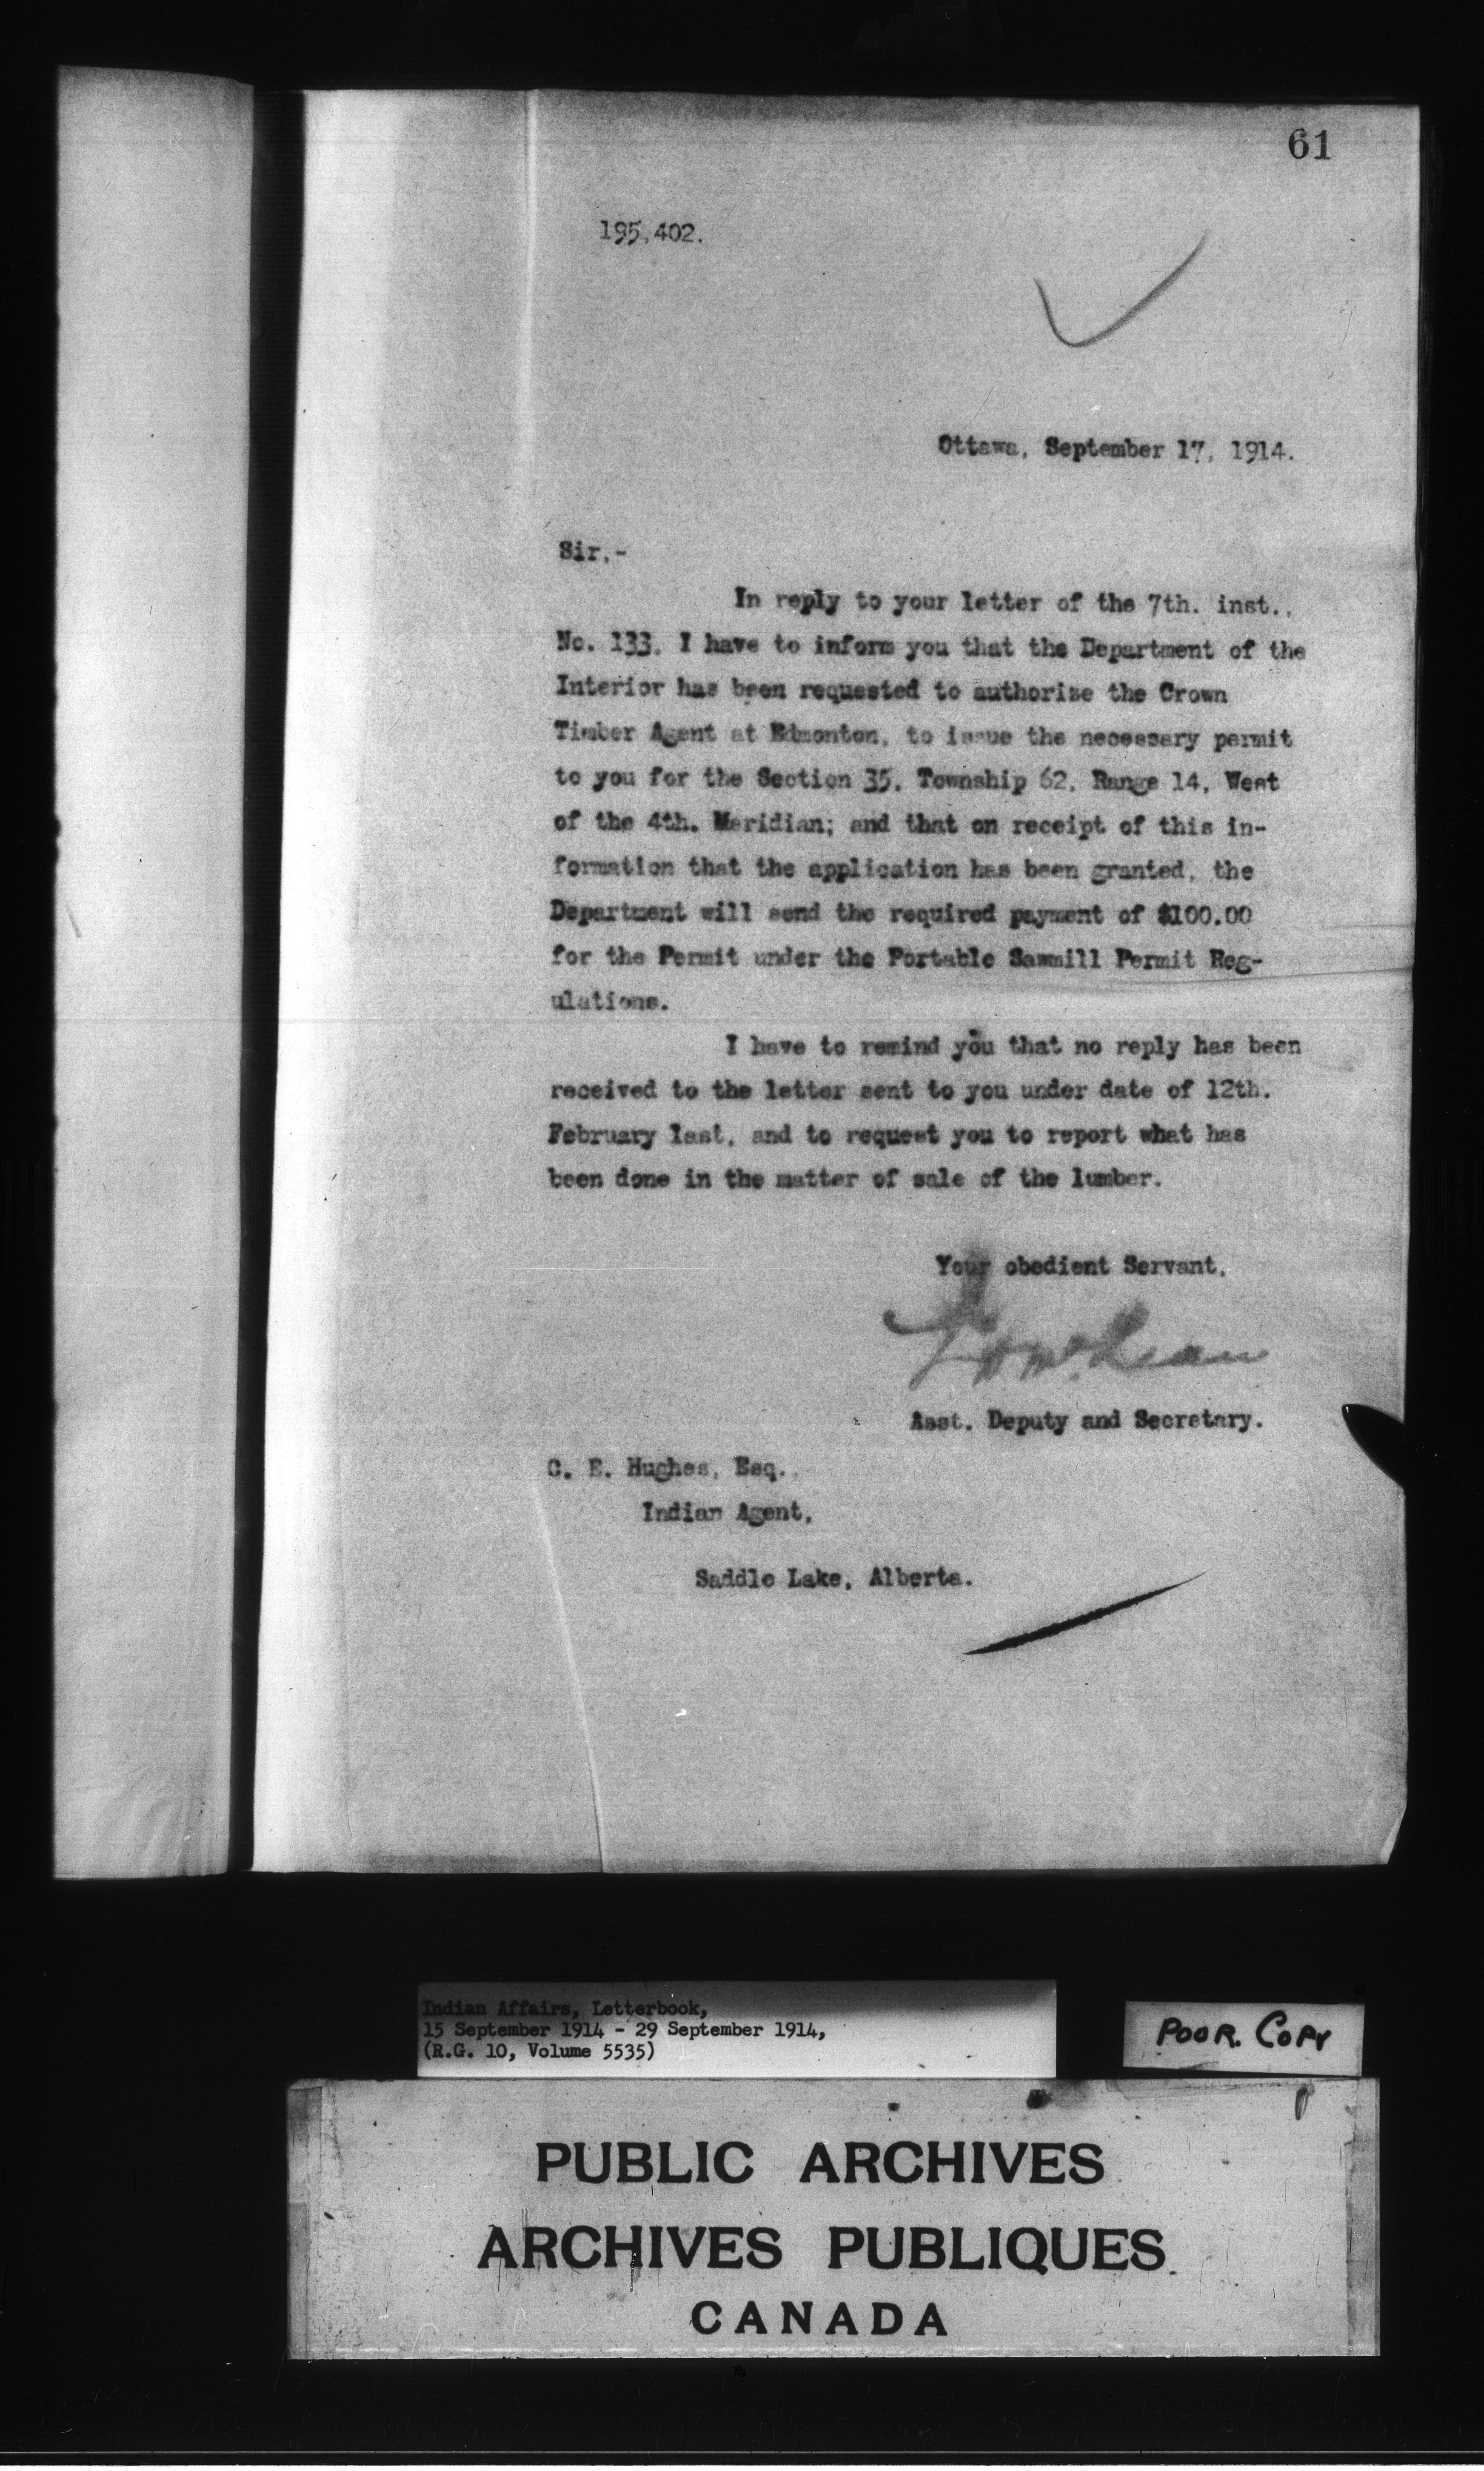 61
195,402.
Ottawa, September 17, 1914.
Sir,-
In reply to your letter of the 7th. inst.,
No. 133, I have to inform you that the Department of the
Interior has been requested to authorize the Crown
Timber Agent at Edmonton, to issue the necessary permit
to you for the Section 35, Township 62, Range 14, West
of the 4th. Meridian; and that on receipt of this in-
formation that the application has been granted, the
Department will send the required payment of $100.00
for the Permit under the Portable Sawmill Permit Reg-
ulations.
I have to remind you that no reply has been
received to the letter sent to you under date of 12th.
February last, and to request you to report what has
been done in the matter of sale of the lumber.
Your obedient Servant,
McLean
Asst. Deputy and Secretary.
C. E. Hughes, Esq.,
Indian Agent,
Saddle Lake, Alberta.
Indian Affairs, Letterbook,
15 September 1914 - 29 September 1914,
(R.G. 10, Volume 5535)
POOR. COPY
PUBLIC ARCHIVES
ARCHIVES PUBLIQUES
CANADA